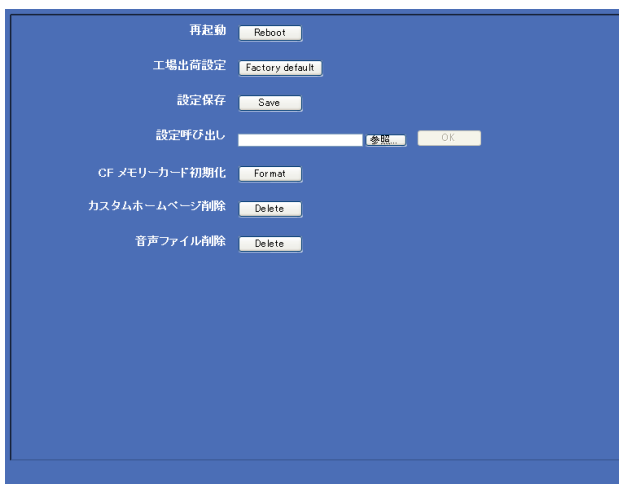 再起動 Reboot
工場出荷設定 Factory default
設定保存 Save
設定呼び出し 参照... OK
CF メモリーカード初期化 Format
カスタムホームページ削除 Delete
音声ファイル削除 Delete